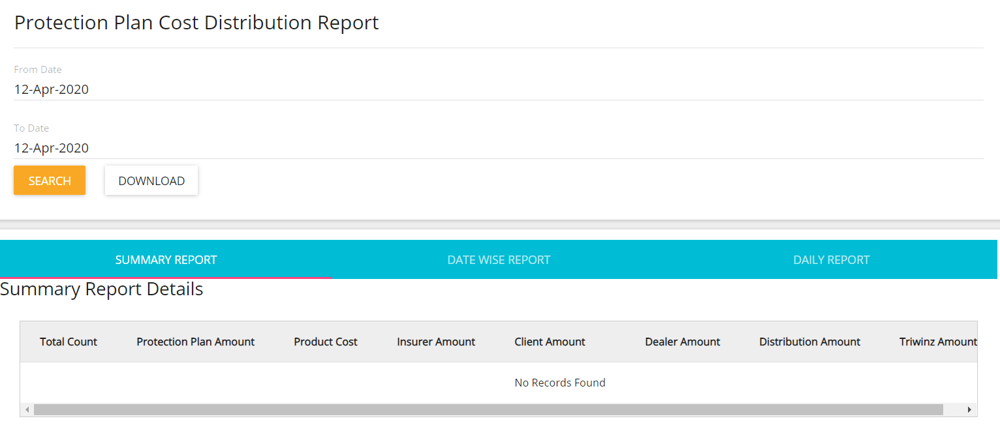 Protection Plan Cost Distribution Report
From Date
12-Apr-2020
To Date
12-Apr-2020
SEARCH DOWNLOAD
SUMMARY REPORT DATE WISE REPORT DAILY REPORT
Summary Report Details
Total Count Protection Plan Amount Product Cost Insurer Amount Client Amount Dealer Amount Distribution Amount Triwinz Amount
No Records Found